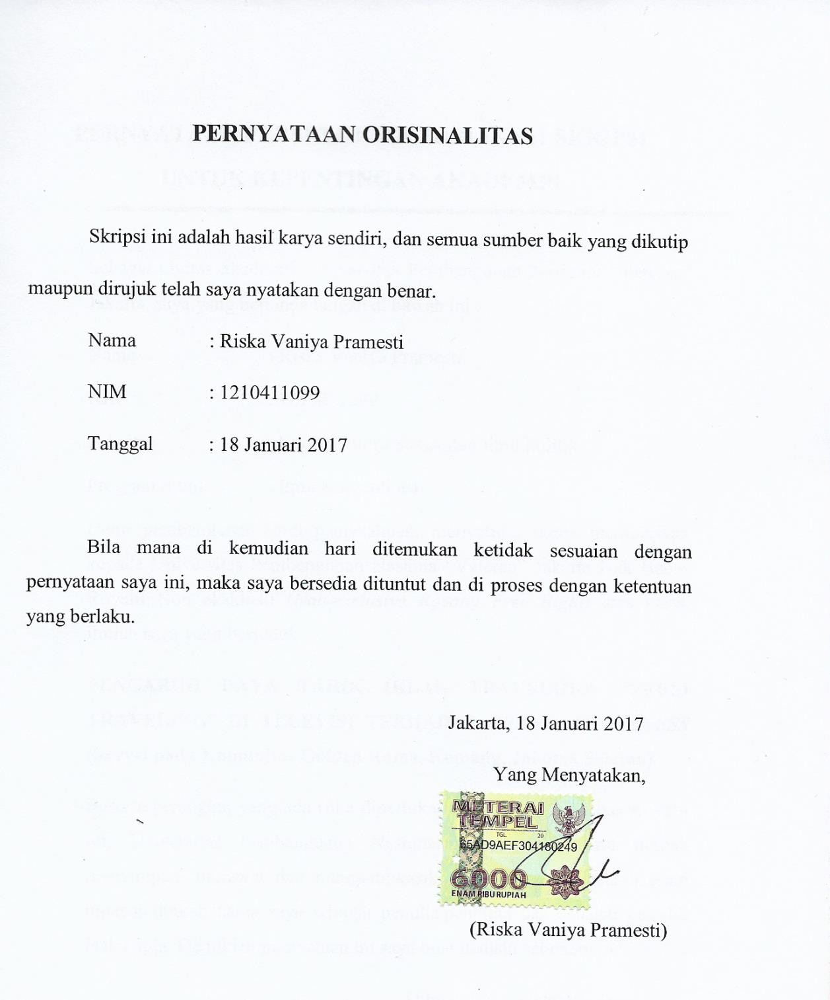 PERNYATAAN ORISINALITAS
Skripsi ini adalah hasil karya sendiri, dan semua sumber baik yang dikutip
maupun dirujuk telah saya nyatakan dengan benar.
Nama : Riska Vaniya Pramesti
NIM : 1210411099
Tanggal : 18 Januari 2017
Bila mana di kemudian hari ditemukan ketidak sesuaian dengan
pernyataan saya ini, maka saya bersedia dituntut dan di proses dengan ketentuan
yang berlaku.
Jakarta, 18 Januari 2017
Yang Menyatakan,
METERAI
TEMPEL
TGL. 20
65AD9AEF304180249
6000
ENAM RIBU RUPIAH
(Riska Vaniya Pramesti)